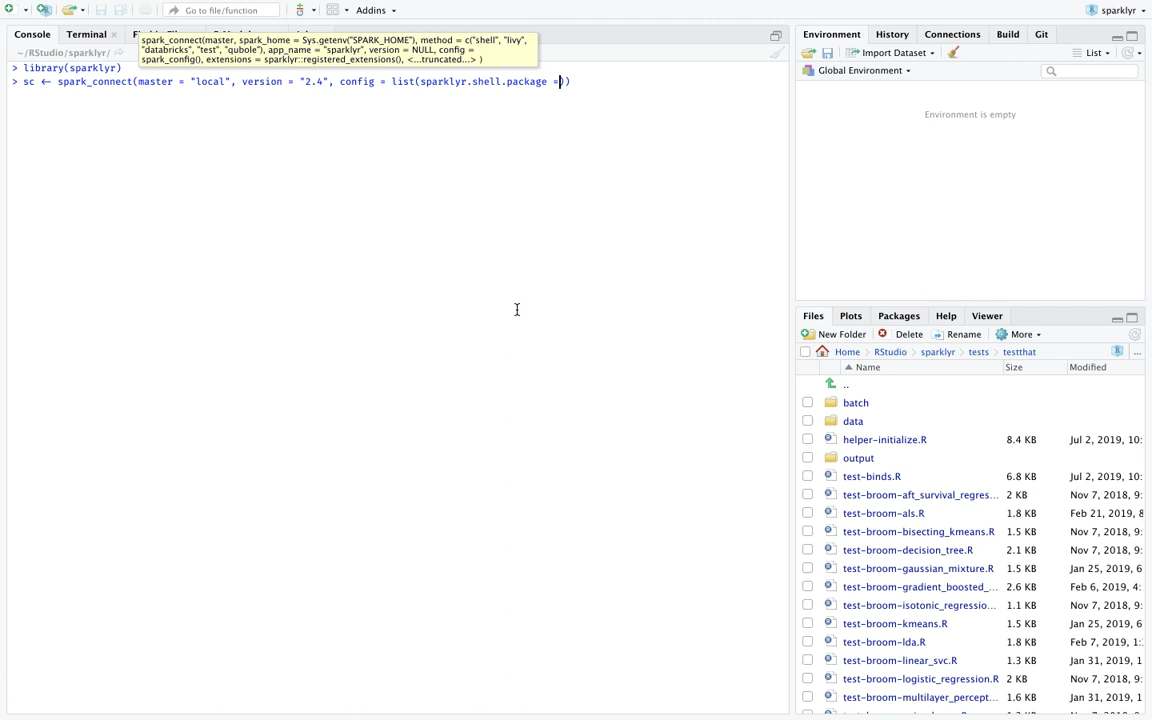 Go to file/function
Addins
sparklyr
Console
Terminal
~/RStudio/sparklyr/
spark_connect(master, spark_home = Sys.getenv("SPARK_HOME"), method = c("shell", "livy",
"databricks", "test", "qubole"), app_name = "sparklyr", version = NULL, config =
spark_config(), extensions = sparklyr::registered_extensions(), <...truncated...> )
> library(sparklyr)
> sc <- spark_connect(master = "local", version = "2.4", config = list(sparklyr.shell.package =))
Environment
History
Connections
Build
Git
Import Dataset
List
Global Environment
Environment is empty
Files
Plots
Packages
Help
Viewer
New Folder
Delete
Rename
More
Home
RStudio
sparklyr
tests
testthat
...
Name
Size
Modified
..
batch
data
helper-initialize.R 8.4 KB Jul 2, 2019, 10:
output
test-binds.R 6.8 KB Jul 2, 2019, 10:
test-broom-aft_survival_regres... 2 KB Nov 7, 2018, 9:
test-broom-als.R 1.8 KB Feb 21, 2019, 8
test-broom-bisecting_kmeans.R 1.5 KB Nov 7, 2018, 9:
test-broom-decision_tree.R 2.1 KB Nov 7, 2018, 9:
test-broom-gaussian_mixture.R 1.5 KB Jan 25, 2019, 6
test-broom-gradient_boosted_... 2.6 KB Feb 6, 2019, 4:
test-broom-isotonic_regressio... 1.1 KB Nov 7, 2018, 9:
test-broom-kmeans.R 1.5 KB Jan 25, 2019, 6
test-broom-lda.R 1.8 KB Feb 7, 2019, 1:
test-broom-linear_svc.R 1.3 KB Jan 31, 2019, 1
test-broom-logistic_regression.R 2 KB Nov 7, 2018, 9:
test-broom-multilayer_percept... 1.6 KB Jan 31, 2019, 1